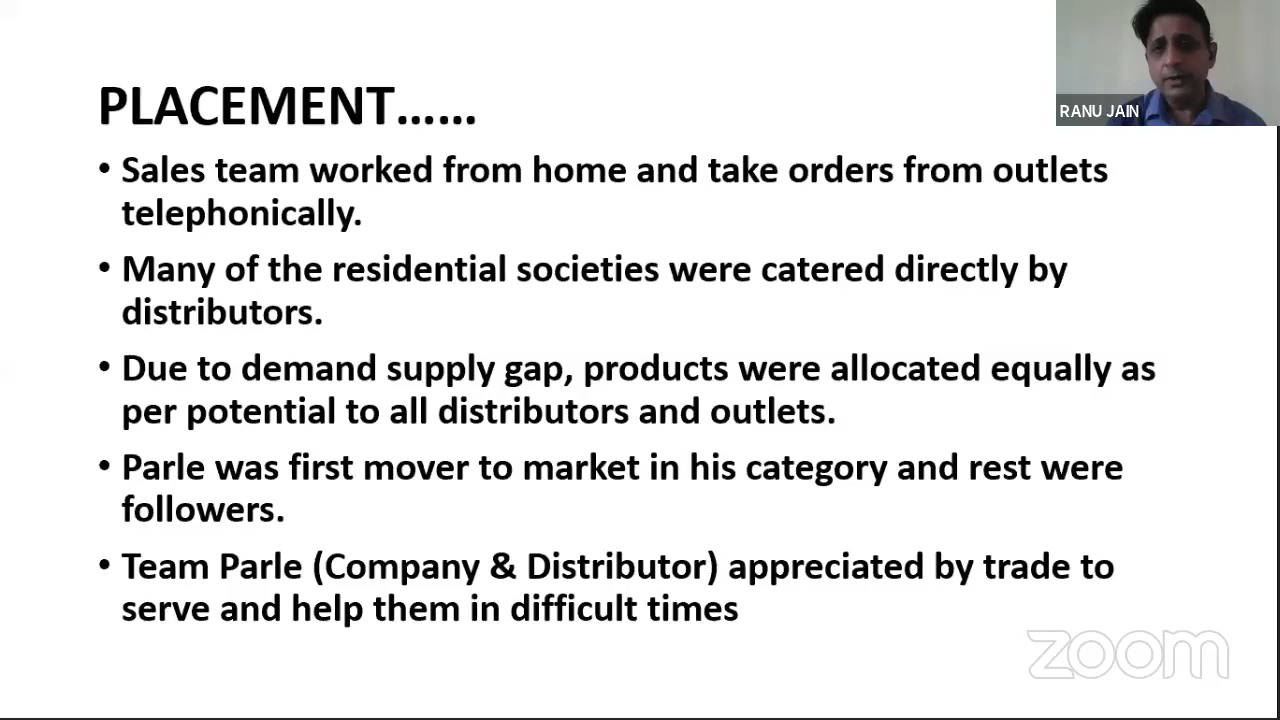 RANU JAIN
PLACEMENT......
• Sales team worked from home and take orders from outlets
telephonically.
• Many of the residential societies were catered directly by
distributors.
• Due to demand supply gap, products were allocated equally as
per potential to all distributors and outlets.
• Parle was first mover to market in his category and rest were
followers.
• Team Parle (Company & Distributor) appreciated by trade to
serve and help them in difficult times
zoom